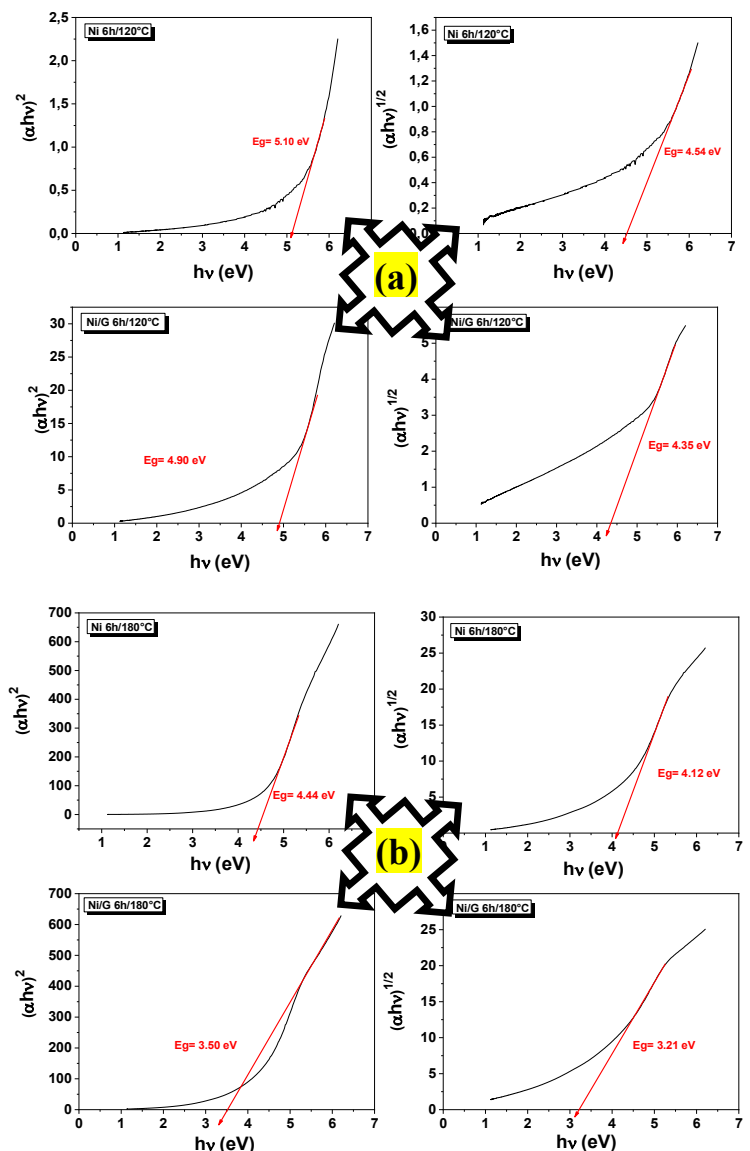 Ni 6h/120°C
(αhν)²
2,5
2,0
1,5
1,0
0,5
0,0
Eg= 5.10 eV
0 1 2 3 4 5 6
hν (eV)
Ni 6h/120°C
(αhν)^1/2
1,6
1,4
1,2
1,0
0,8
0,6
0,4
0,2
0,0
Eg= 4.54 eV
0 1 2 3 4 5 6 7
hν (eV)
(a)
Ni/G 6h/120°C
(αhν)²
30
25
20
15
10
5
0
Eg= 4.90 eV
0 1 2 3 4 5 6 7
hν (eV)
Ni/G 6h/120°C
(αhν)^1/2
5
4
3
2
1
0
Eg= 4.35 eV
0 1 2 3 4 5 6 7
hν (eV)
Ni 6h/180°C
(αhν)²
700
600
500
400
300
200
100
0
Eg= 4.44 eV
1 2 3 4 5 6
hν (eV)
Ni 6h/180°C
(αhν)^1/2
30
25
20
15
10
5
Eg= 4.12 eV
0 1 2 3 4 5 6 7
hν (eV)
(b)
Ni/G 6h/180°C
(αhν)²
700
600
500
400
300
200
100
0
Eg= 3.50 eV
0 1 2 3 4 5 6 7
hν (eV)
Ni/G 6h/180°C
(αhν)^1/2
30
25
20
15
10
5
0
Eg= 3.21 eV
0 1 2 3 4 5 6 7
hν (eV)